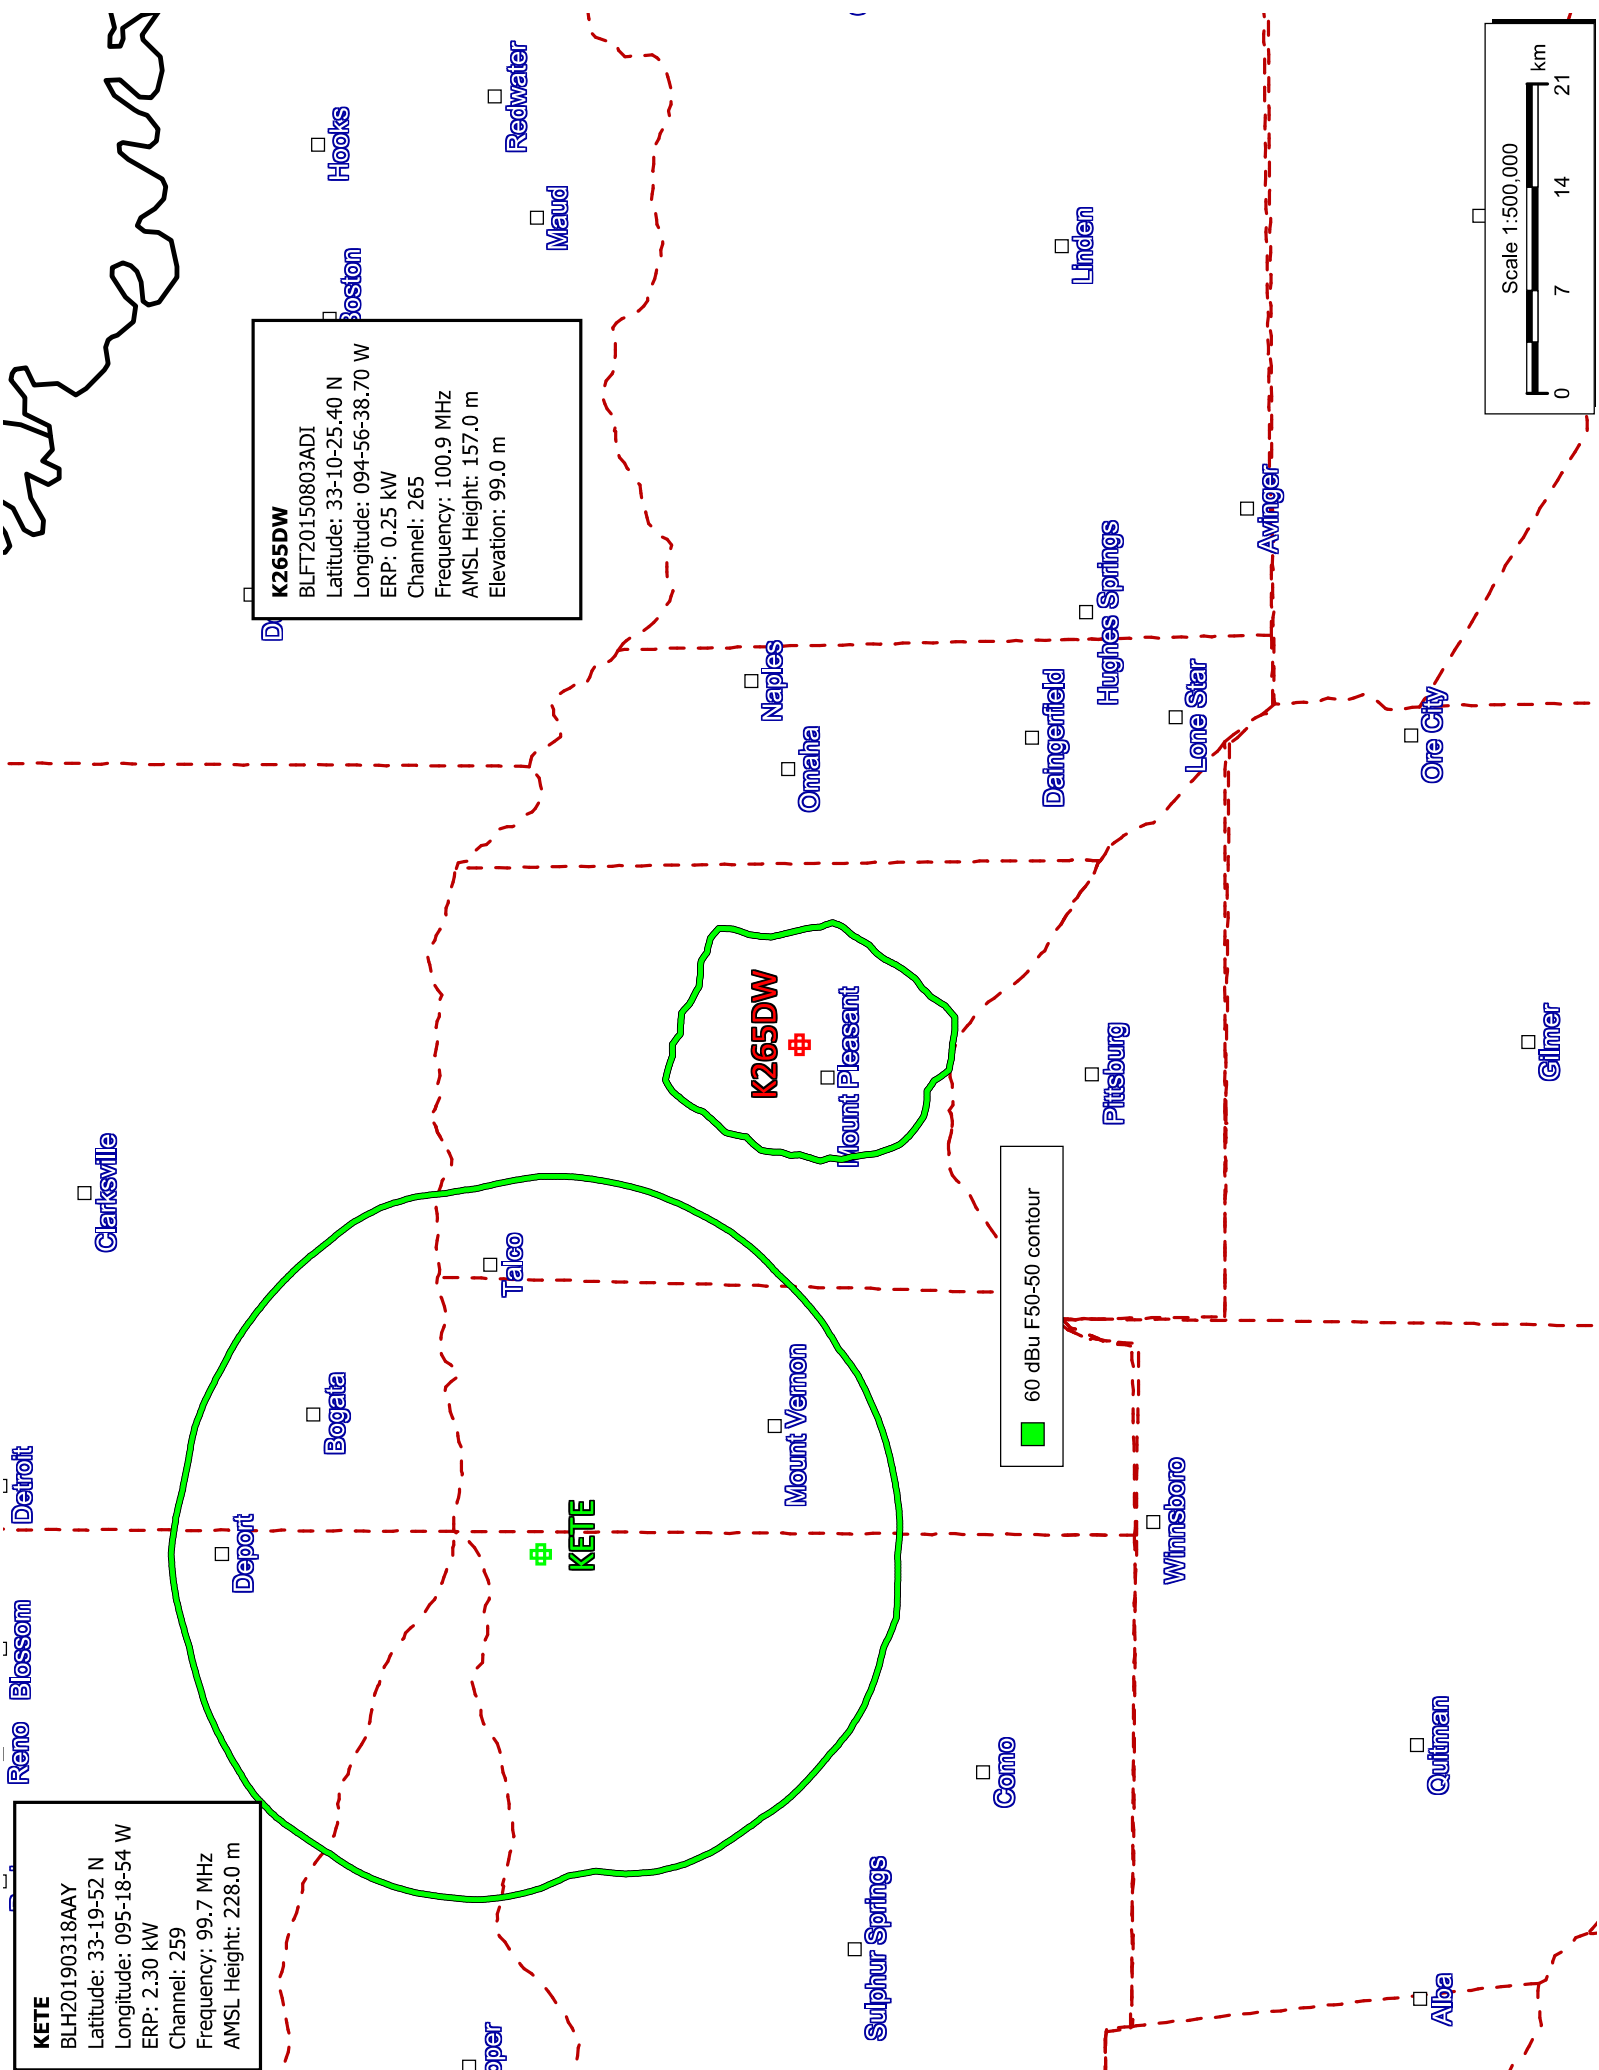 KETE
BLH20190318AAY
Latitude: 33-19-52 N
Longitude: 095-18-54 W
ERP: 2.30 kW
Channel: 259
Frequency: 99.7 MHz
AMSL Height: 228.0 m
K265DW
BLFT20150803ADI
Latitude: 33-10-25.40 N
Longitude: 094-56-38.70 W
ERP: 0.25 kW
Channel: 265
Frequency: 100.9 MHz
AMSL Height: 157.0 m
Elevation: 99.0 m
Reno
Blossom
Detroit
Clarksville
Deport
Bogata
Hooks
Redwater
Maud
Talco
KETE
K265DW
Mount Pleasant
Mount Vernon
Naples
Omaha
Linden
Daingerfield
Hughes Springs
Lone Star
Avinger
Sulphur Springs
Como
60 dBu F50-50 contour
Pittsburg
Winnsboro
Ore City
Gilmer
Quitman
Alba
Scale 1:500,000
0 7 14 21 km